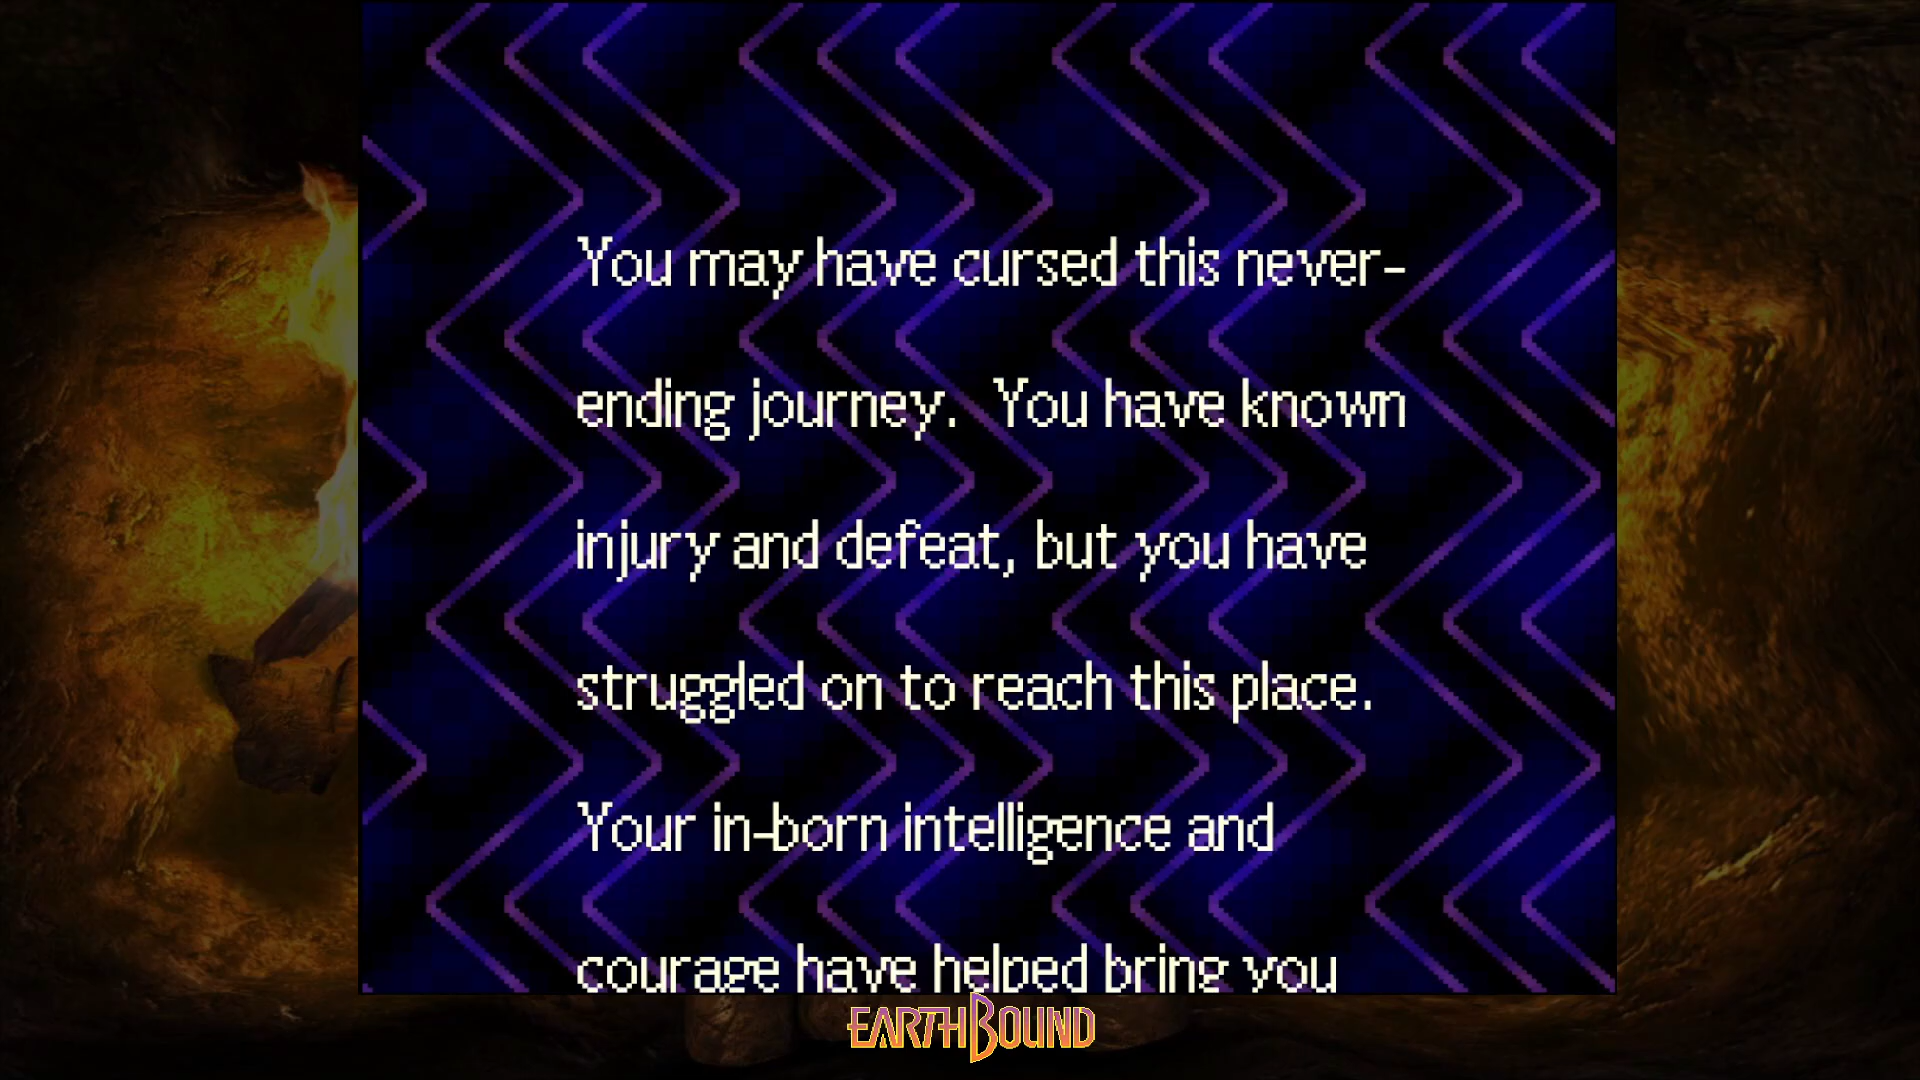 You may have cursed this never-
ending journey. You have known
injury and defeat, but you have
struggled on to reach this place.
Your in-born intelligence and
courage have helped bring you
EARTHBOUND